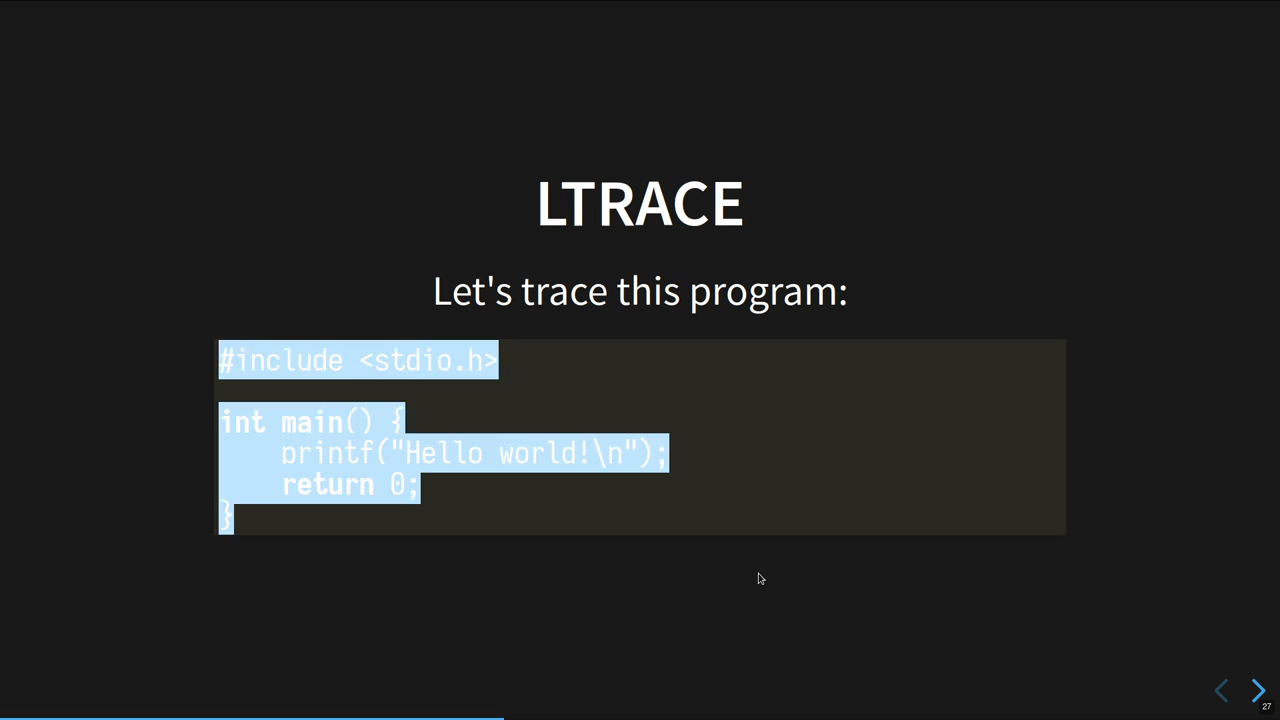 LTRACE
Let's trace this program:
#include <stdio.h>
int main() {
    printf("Hello world!\n");
    return 0;
}
27